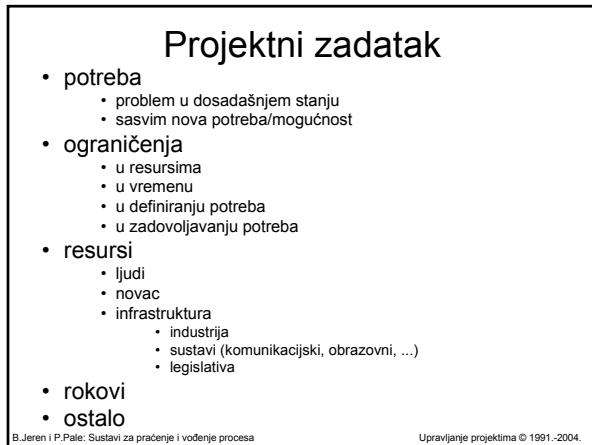 Projektni zadatak
• potreba
• problem u dosadašnjem stanju
• sasvim nova potreba/mogućnost
• ograničenja
• u resursima
• u vremenu
• u definiranju potreba
• u zadovoljavanju potreba
• resursi
• ljudi
• novac
• infrastruktura
• industrija
• sustavi (komunikacijski, obrazovni, ...)
• legislativa
• rokovi
• ostalo
B.Jeren i P.Pale: Sustavi za praćenje i vođenje procesa Upravljanje projektima © 1991.-2004.